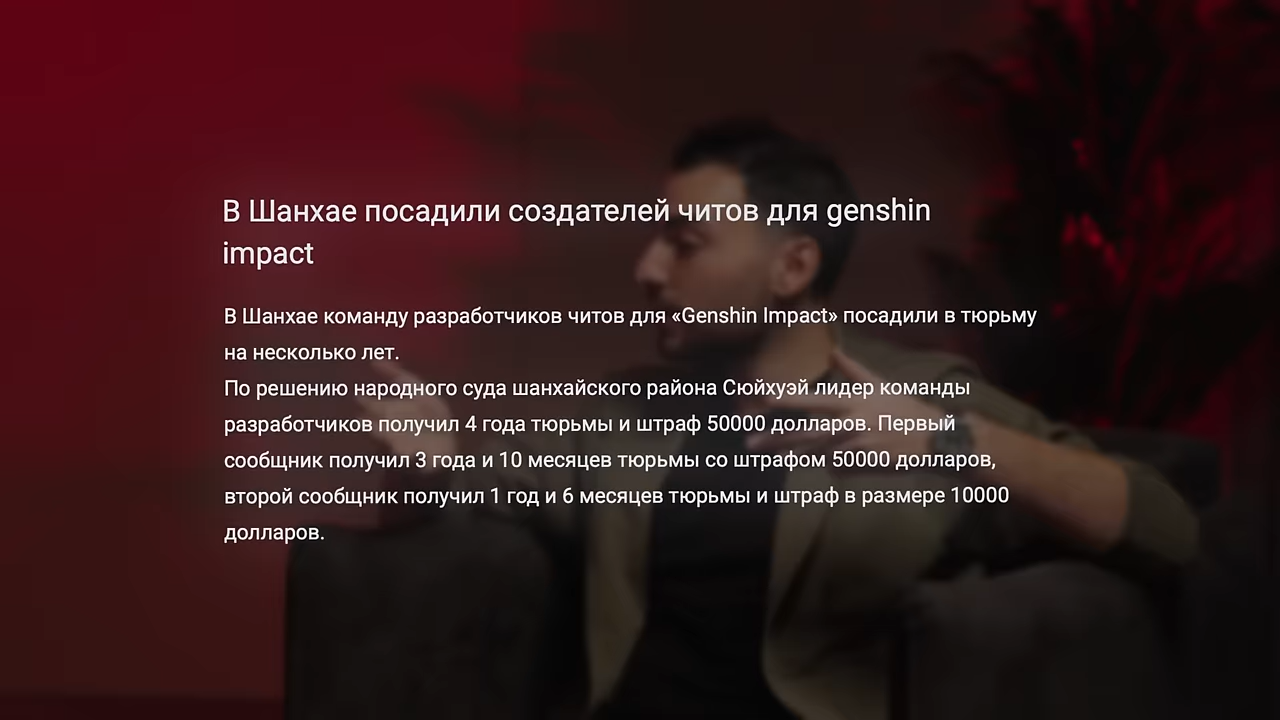 В Шанхае посадили создателей читов для genshin
impact
В Шанхае команду разработчиков читов для «Genshin Impact» посадили в тюрьму
на несколько лет.
По решению народного суда шанхайского района Сюйхуэй лидер команды
разработчиков получил 4 года тюрьмы и штраф 50000 долларов. Первый
сообщник получил 3 года и 10 месяцев тюрьмы со штрафом 50000 долларов,
второй сообщник получил 1 год и 6 месяцев тюрьмы и штраф в размере 10000
долларов.